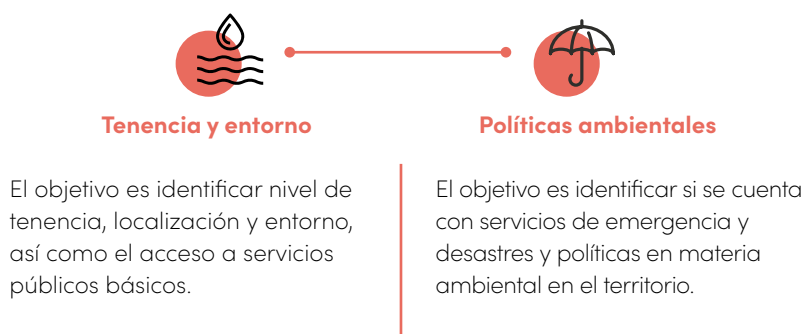 Tenencia y entorno
El objetivo es identificar nivel de
tenencia, localización y entorno,
así como el acceso a servicios
públicos básicos.
Políticas ambientales
El objetivo es identificar si se cuenta
con servicios de emergencia y
desastres y políticas en materia
ambiental en el territorio.